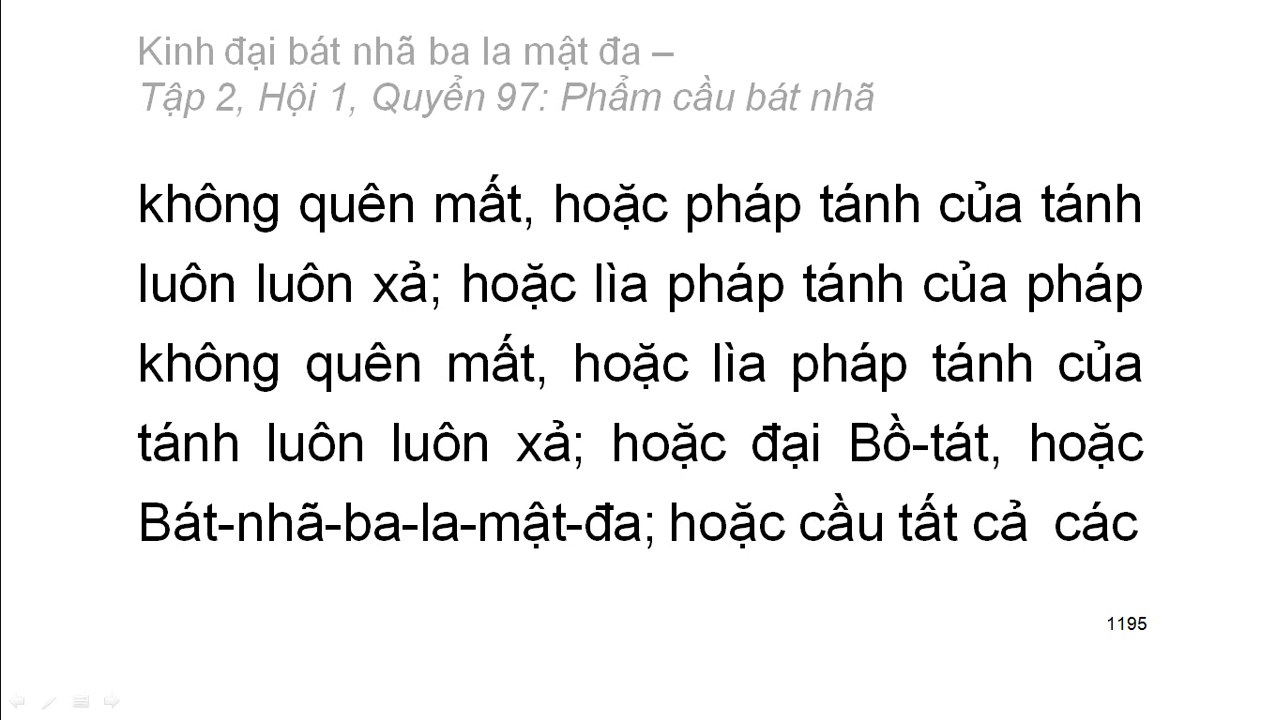 Kinh đại bát nhã ba la mật đa –
Tập 2, Hội 1, Quyển 97: Phẩm cầu bát nhã
không quên mất, hoặc pháp tánh của tánh
luôn luôn xả; hoặc lìa pháp tánh của pháp
không quên mất, hoặc lìa pháp tánh của
tánh luôn luôn xả; hoặc đại Bồ-tát, hoặc
Bát-nhã-ba-la-mật-đa; hoặc cầu tất cả các
1195